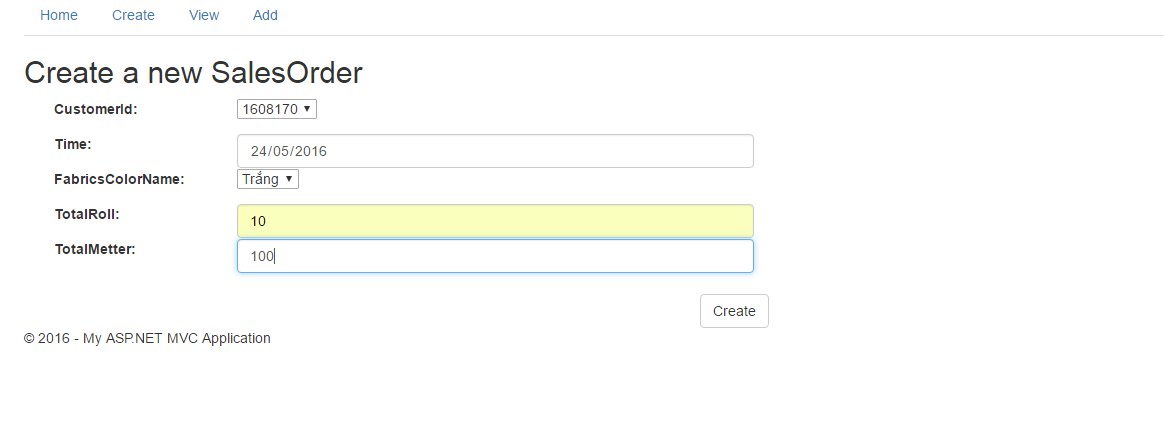 Home Create View Add
Create a new SalesOrder
CustomerId: 1608170
Time: 24/05/2016
FabricsColorName: Trắng
TotalRoll: 10
TotalMetter: 100
Create
© 2016 - My ASP.NET MVC Application